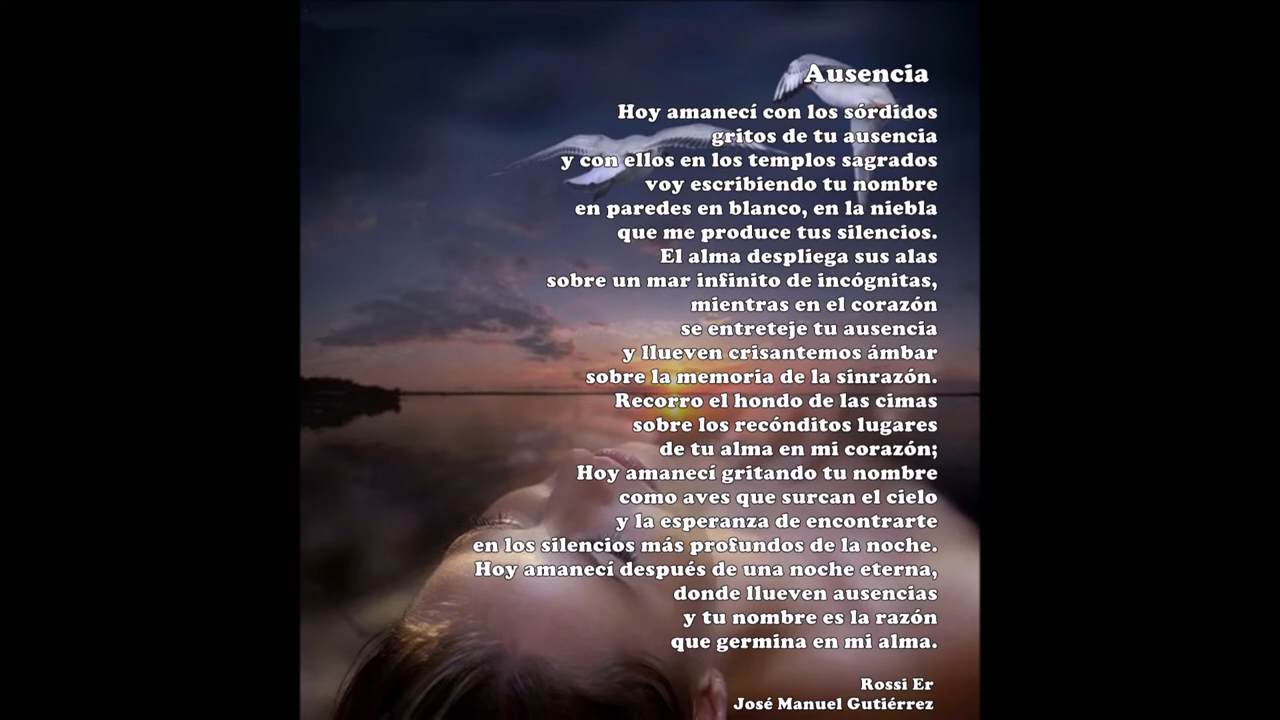 Ausencia
Hoy amanecí con los sórdidos
gritos de tu ausencia
y con ellos en los templos sagrados
voy escribiendo tu nombre
en paredes en blanco, en la niebla
que me produce tus silencios.
El alma despliega sus alas
sobre un mar infinito de incógnitas,
mientras en el corazón
se entreteje tu ausencia
y llueven crisantemos ámbar
sobre la memoria de la sinrazón.
Recorro el hondo de las cimas
sobre los recónditos lugares
de tu alma en mi corazón;
Hoy amanecí gritando tu nombre
como aves que surcan el cielo
y la esperanza de encontrarte
en los silencios más profundos de la noche.
Hoy amanecí después de una noche eterna,
donde llueven ausencias
y tu nombre es la razón
que germina en mi alma.
Rossi Er
José Manuel Gutiérrez